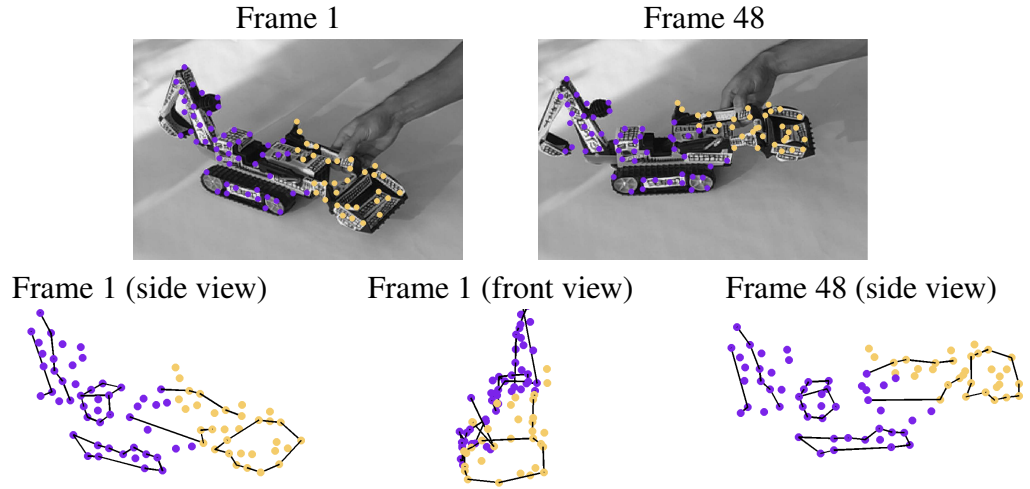 Frame 1
Frame 48
Frame 1 (side view)
Frame 1 (front view)
Frame 48 (side view)